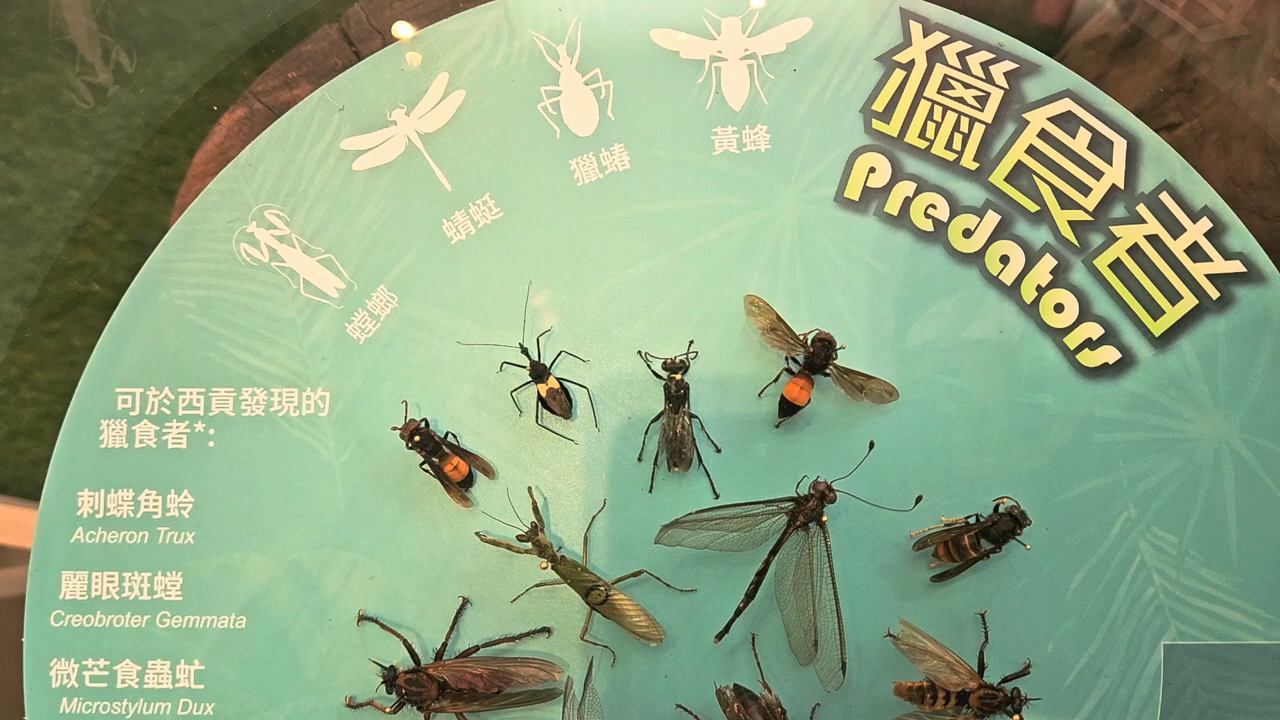 獵食者
Predators
黃蜂
獵蝽
蜻蜓
螳螂
可於西貢發現的
獵食者*:
刺蝶角蛉
Acheron Trux
麗眼斑螳
Creobroter Gemmata
微芒食蟲虻
Microstylum Dux